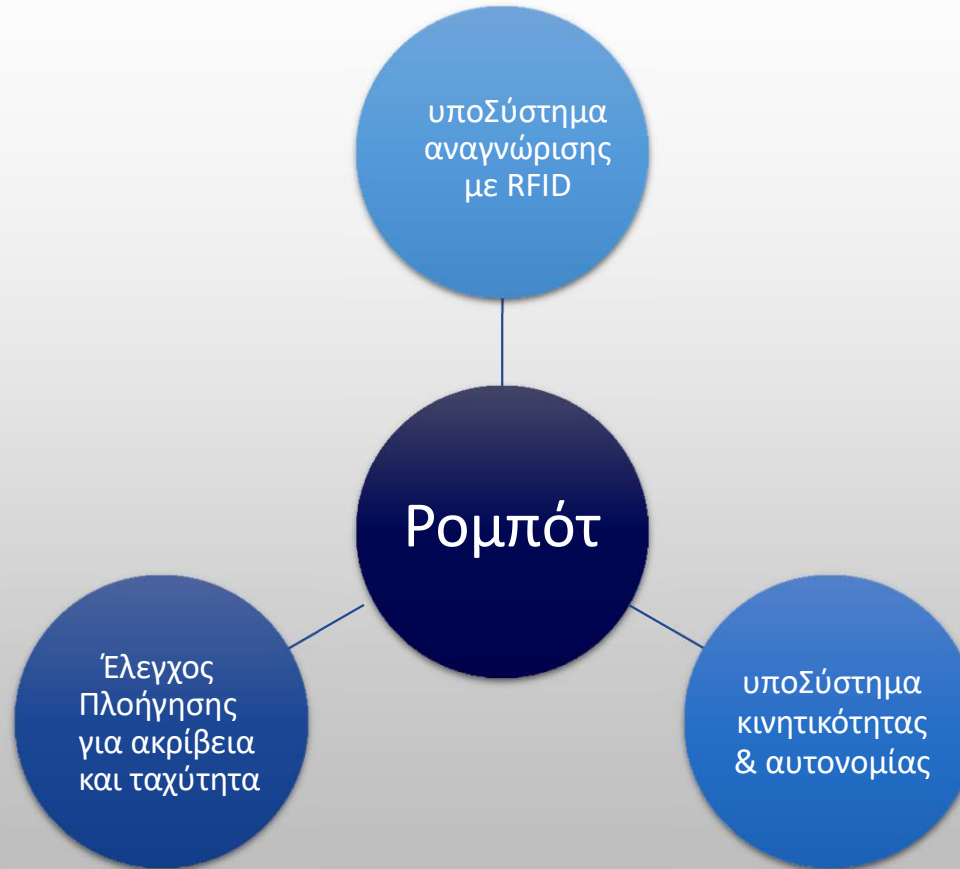 υποΣύστημα
αναγνώρισης
με RFID
Ρομπότ
Έλεγχος
Πλοήγησης
για ακρίβεια
και ταχύτητα
υποΣύστημα
κινητικότητας
& αυτονομίας